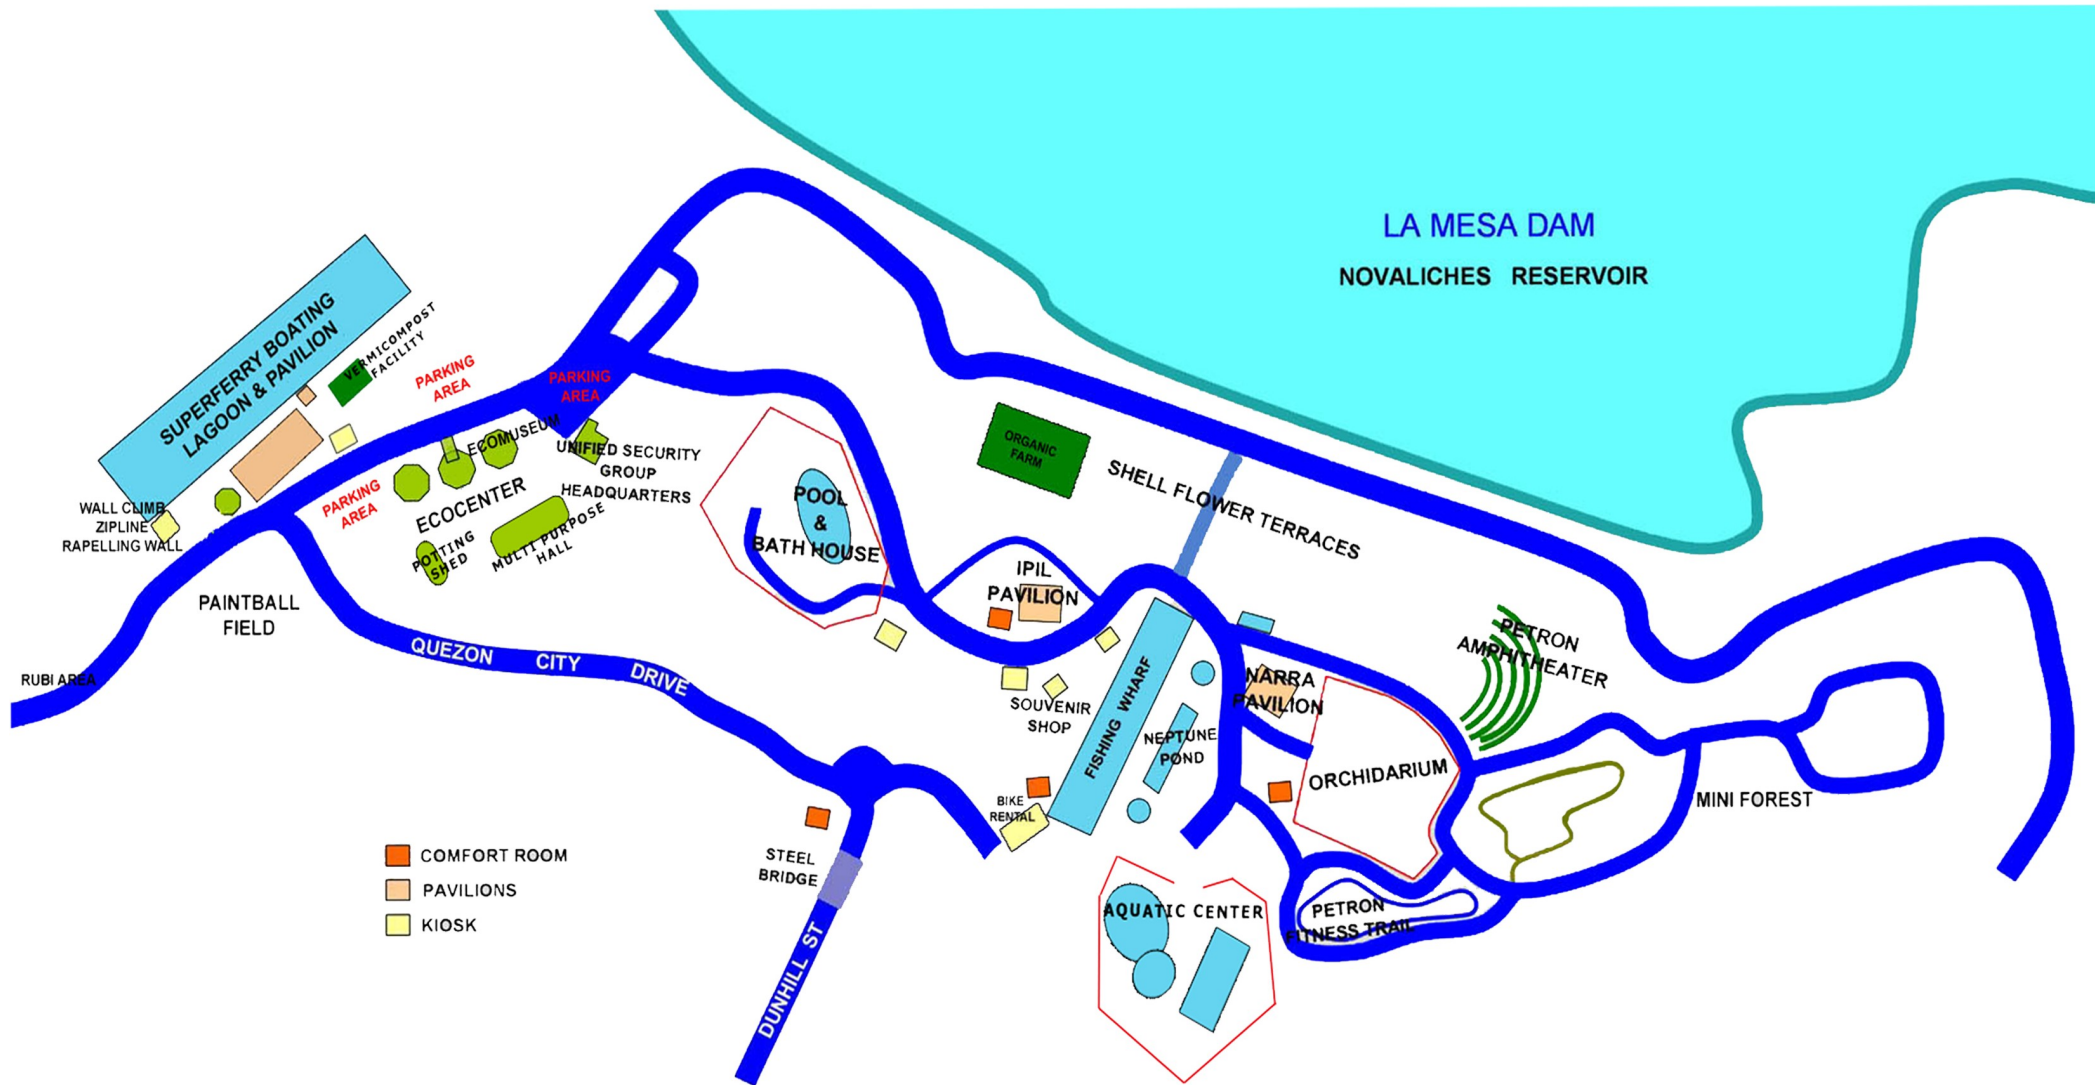 LA MESA DAM
NOVALICHES RESERVOIR
SUPERFERRY BOATING
LAGOON & PAVILION
VERMICOMPOST
FACILITY
PARKING
AREA
PARKING
AREA
PARKING
AREA
ECOMUSEUM
ECOCENTER
UNIFIED SECURITY
GROUP
HEADQUARTERS
POTTING
SHED
MULTI PURPOSE
HALL
WALL CLIMB
ZIPLINE
RAPELLING WALL
PAINTBALL
FIELD
RUBI AREA
QUEZON CITY DRIVE
POOL
&
BATH HOUSE
ORGANIC
FARM
SHELL FLOWER TERRACES
IPIL
PAVILION
SOUVENIR
SHOP
FISHING WHARF
NEPTUNE
POND
NARRA
PAVILION
PETRON
AMPHITHEATER
ORCHIDARIUM
MINI FOREST
BIKE
RENTAL
STEEL
BRIDGE
DUNHILL ST
AQUATIC CENTER
PETRON
FITNESS TRAIL
COMFORT ROOM
PAVILIONS
KIOSK